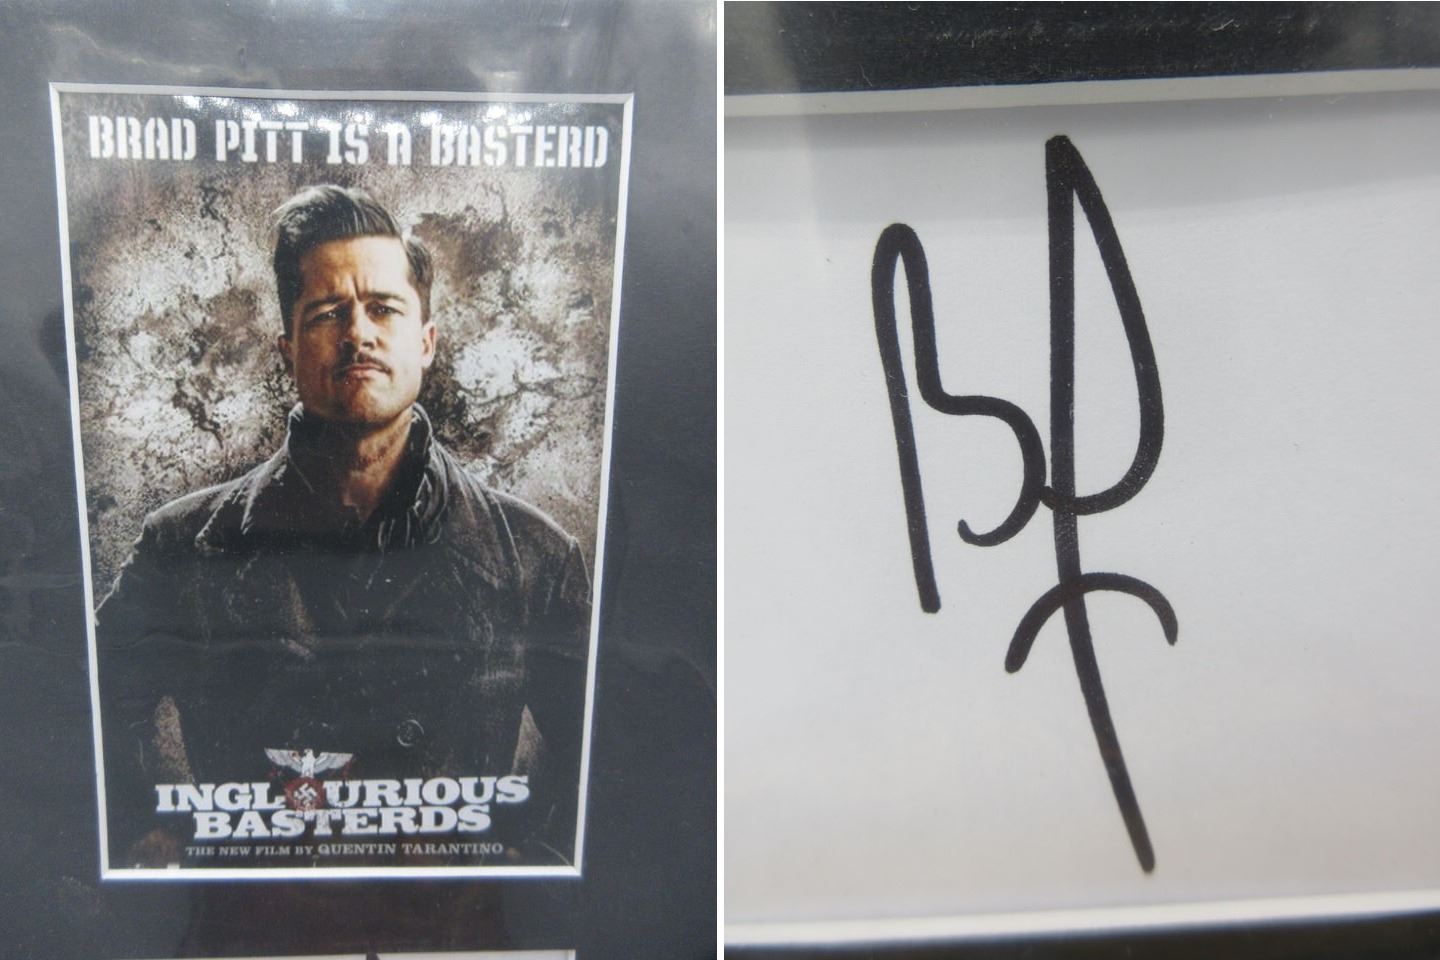 BRAD PITT IS A BASTERD
INGLOURIOUS
BASTERDS
THE NEW FILM BY QUENTIN TARANTINO
BP